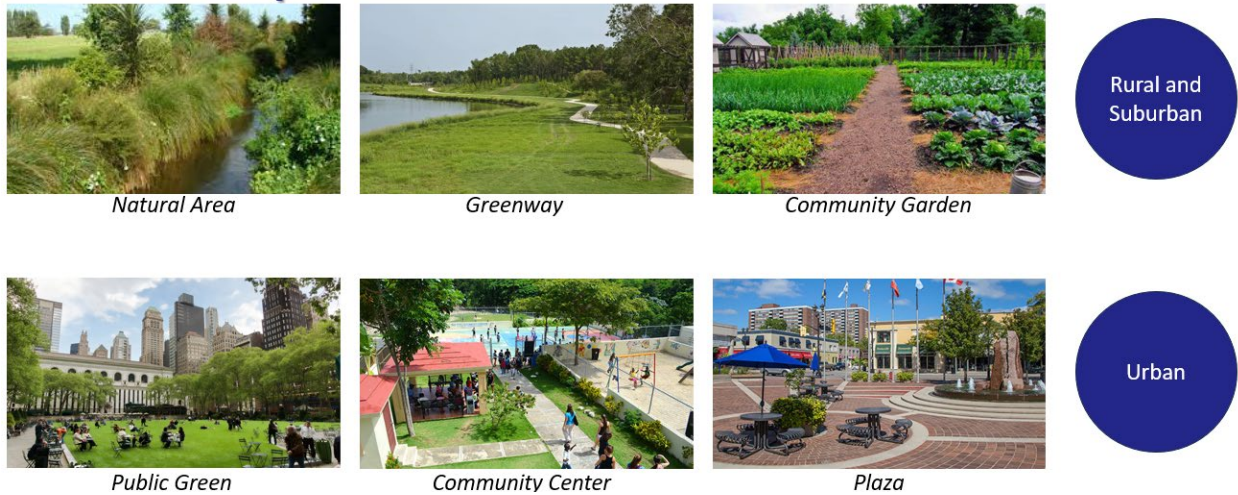 Natural Area
Greenway
Community Garden
Rural and
Suburban
Public Green
Community Center
Plaza
Urban